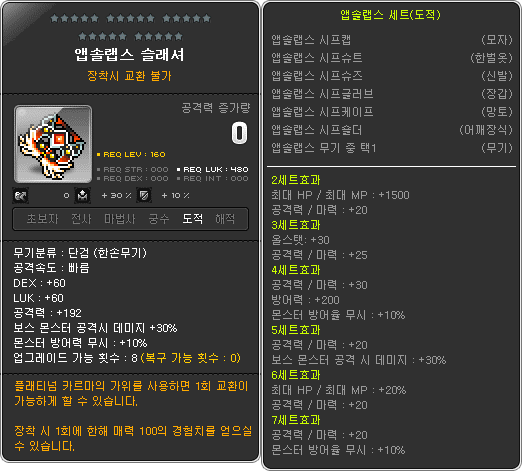 앱솔랩스 슬래셔
장착시 교환 불가
공격력 증가량
0
REQ LEV : 160
REQ STR : 000
REQ LUK : 480
REQ DEX : 000
REQ INT : 000
0
+ 30 %
+ 10 %
초보자 전사 마법사 궁수 도적 해적
무기분류 : 단검 (한손무기)
공격속도 : 빠름
DEX : +60
LUK : +60
공격력 : +192
보스 몬스터 공격시 데미지 +30%
몬스터 방어력 무시 : +10%
업그레이드 가능 횟수 : 8 (복구 가능 횟수 : 0)
플래티넘 카르마의 가위를 사용하면 1회 교환이
가능하게 할 수 있습니다.
장착 시 1회에 한해 매력 100의 경험치를 얻으실
수 있습니다.
앱솔랩스 세트(도적)
앱솔랩스 시프캡 (모자)
앱솔랩스 시프슈트 (한벌옷)
앱솔랩스 시프슈즈 (신발)
앱솔랩스 시프글러브 (장갑)
앱솔랩스 시프케이프 (망토)
앱솔랩스 시프숄더 (어깨장식)
앱솔랩스 무기 중 택1 (무기)
2세트효과
최대 HP / 최대 MP : +1500
공격력 / 마력 : +20
3세트효과
올스탯: +30
공격력 / 마력 : +25
4세트효과
공격력 / 마력 : +30
방어력 : +200
몬스터 방어율 무시 : +10%
5세트효과
공격력 / 마력 : +20
보스 몬스터 공격 시 데미지 : +30%
6세트효과
최대 HP / 최대 MP : +20%
공격력 / 마력 : +20
7세트효과
공격력 / 마력 : +20
몬스터 방어율 무시 : +10%